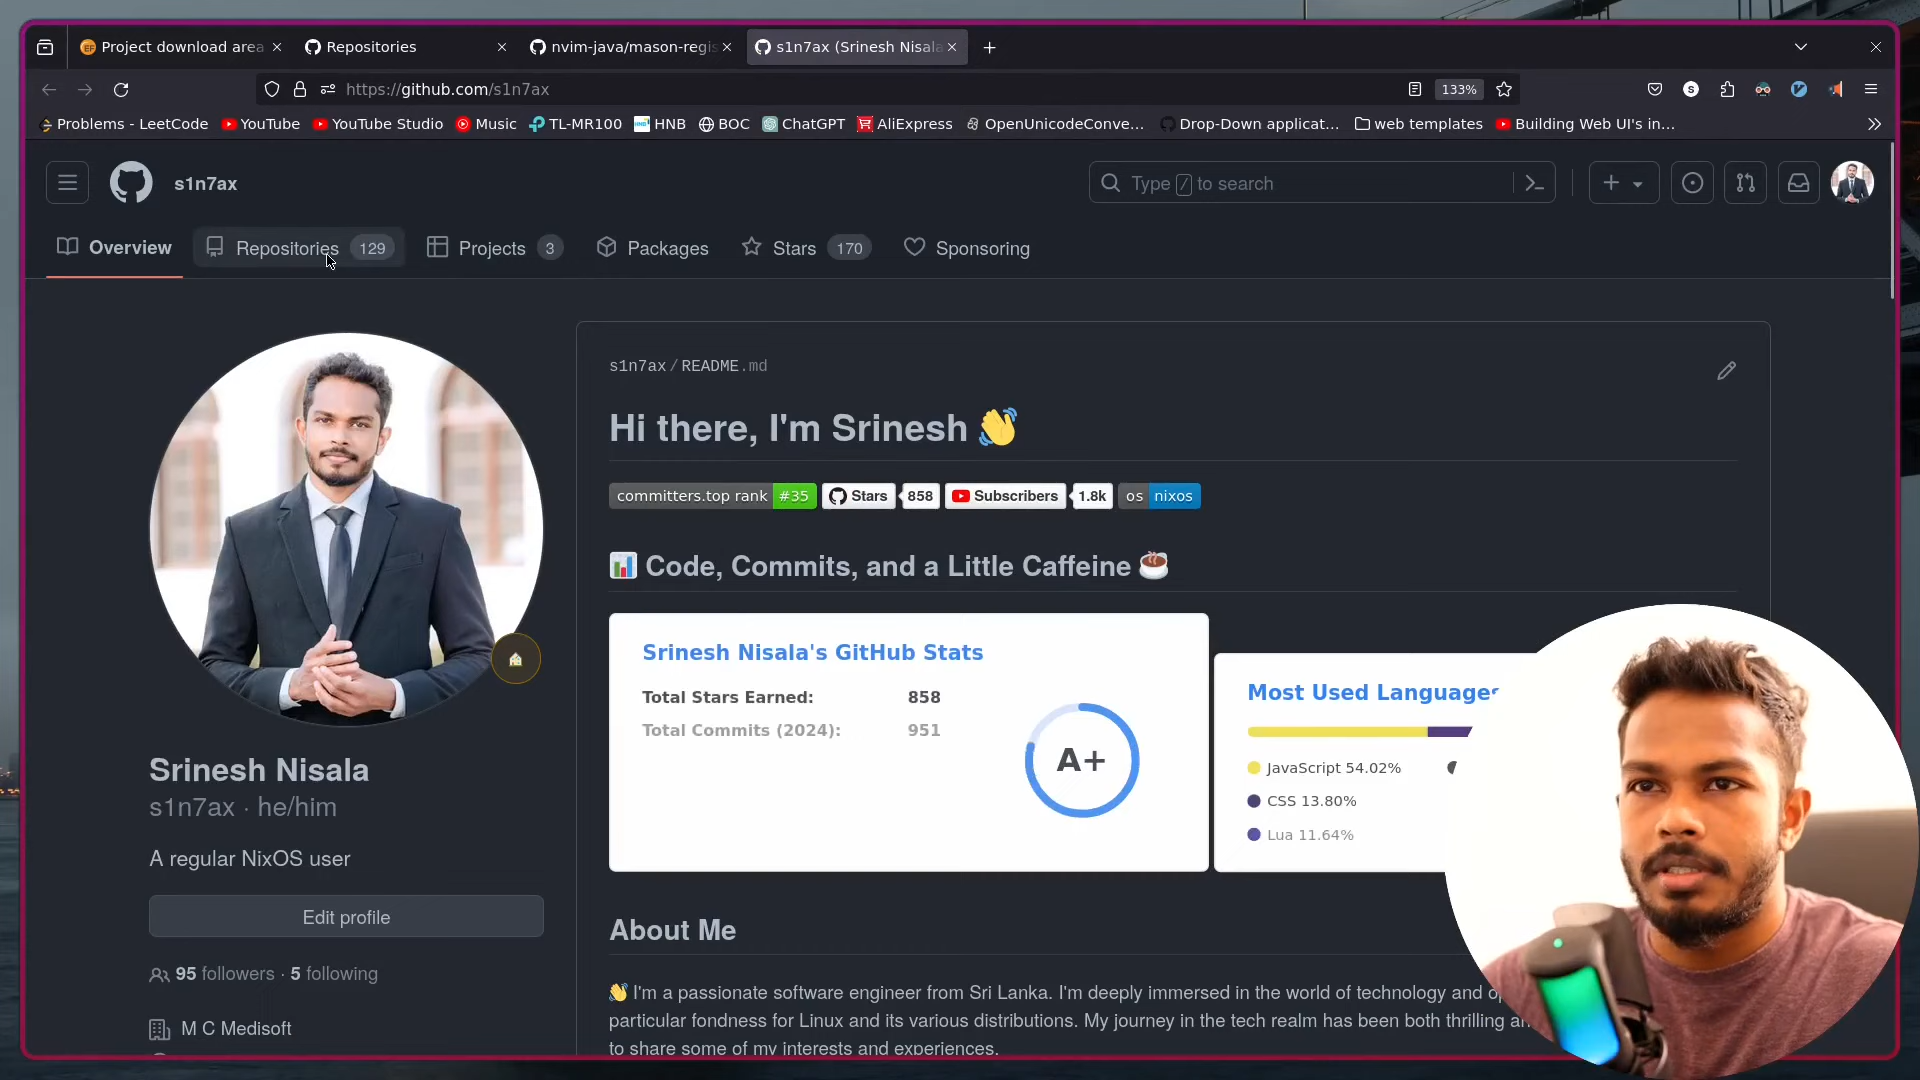 Project download area
Repositories
nvim-java/mason-regis
s1n7ax (Srinesh Nisala
https://github.com/s1n7ax
133%
Problems - LeetCode
YouTube
YouTube Studio
Music
TL-MR100
HNB
BOC
ChatGPT
AliExpress
OpenUnicodeConve…
Drop-Down applicat…
web templates
Building Web UI's in…
s1n7ax
Type / to search
Overview
Repositories 129
Projects 3
Packages
Stars 170
Sponsoring
s1n7ax/README.md
Hi there, I'm Srinesh
committers.top rank #35
Stars 858
Subscribers 1.8k
os nixos
Code, Commits, and a Little Caffeine
Srinesh Nisala's GitHub Stats
Total Stars Earned: 858
Total Commits (2024): 951
A+
Most Used Languages
JavaScript 54.02%
CSS 13.80%
Lua 11.64%
Srinesh Nisala
s1n7ax · he/him
A regular NixOS user
Edit profile
95 followers · 5 following
M C Medisoft
About Me
I'm a passionate software engineer from Sri Lanka. I'm deeply immersed in the world of technology and
particular fondness for Linux and its various distributions. My journey in the tech realm has been both thrilling
to share some of my interests and experiences.